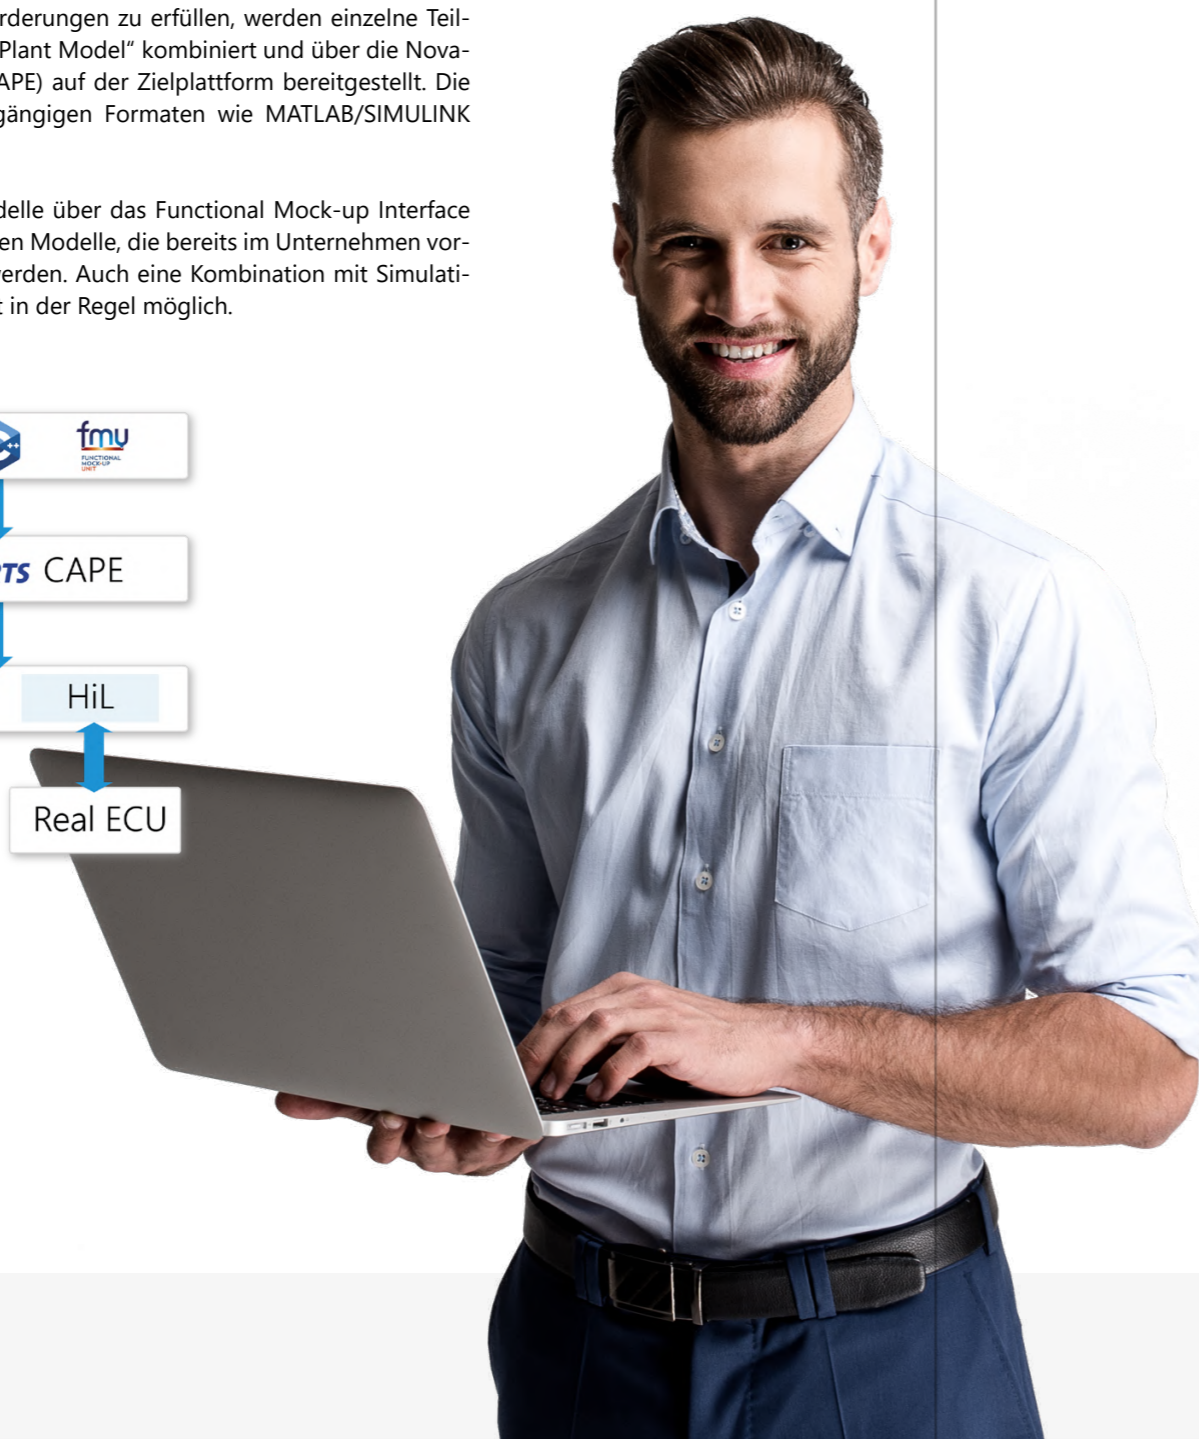 rderungen zu erfüllen, werden einzelne Teil-
Plant Model“ kombiniert und über die Nova-
APE) auf der Zielplattform bereitgestellt. Die
gängigen Formaten wie MATLAB/SIMULINK
delle über das Functional Mock-up Interface
en Modelle, die bereits im Unternehmen vor-
verden. Auch eine Kombination mit Simulati-
t in der Regel möglich.
++ fmu
FUNCTIONAL
MOCK-UP
UNIT
RTS CAPE
HiL
Real ECU